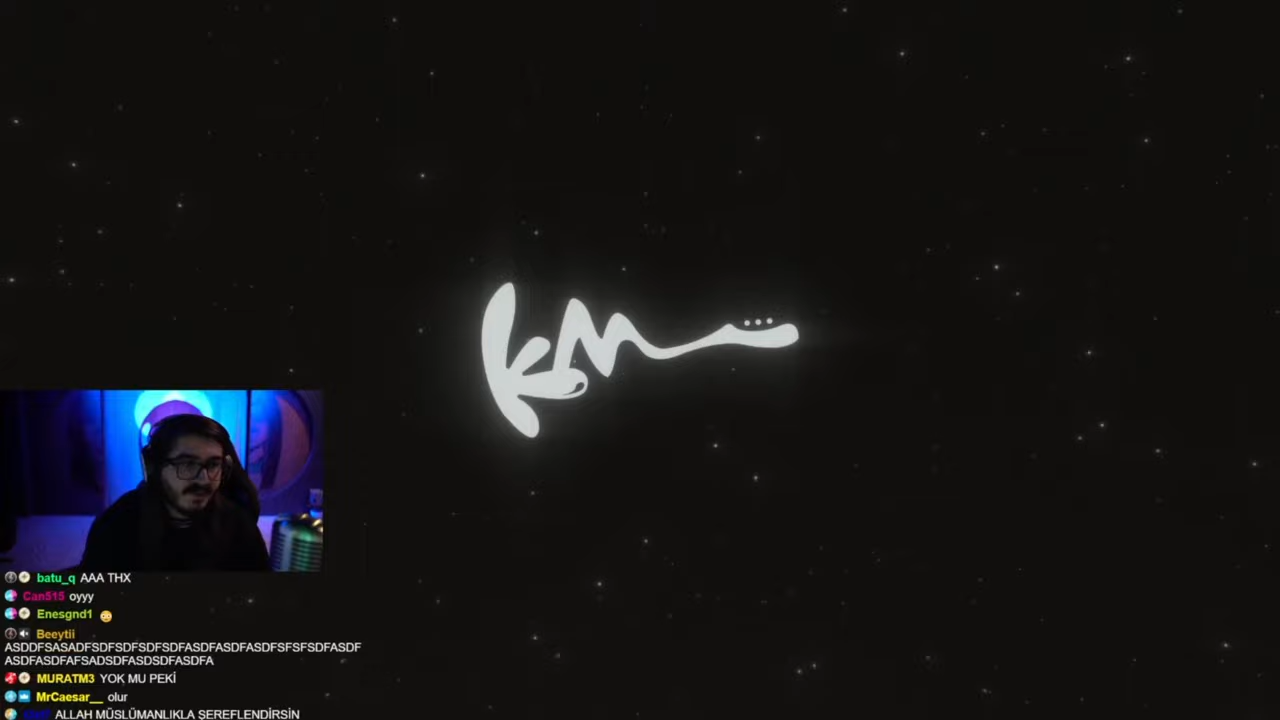 km
batu_q AAA THX
Can515 oyyy
Enesgnd1
Beeytii
ASDDFSASADFSDFSDFSDFSDFASDFASDFASDFSFSFSDFASDF
ASDFASDFAFSADSDFASDSDFASDFA
MURATM3 YOK MU PEKİ
MrCaesar__ olur
ALLAH MÜSLÜMANLIKLA ŞEREFLENDİRSİN